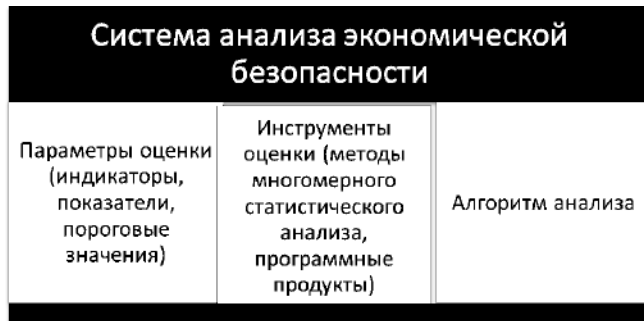 Система анализа экономической
безопасности
Параметры оценки
(индикаторы,
показатели,
пороговые
значения)
Инструменты
оценки (методы
многомерного
статистического
анализа,
программные
продукты)
Алгоритм анализа